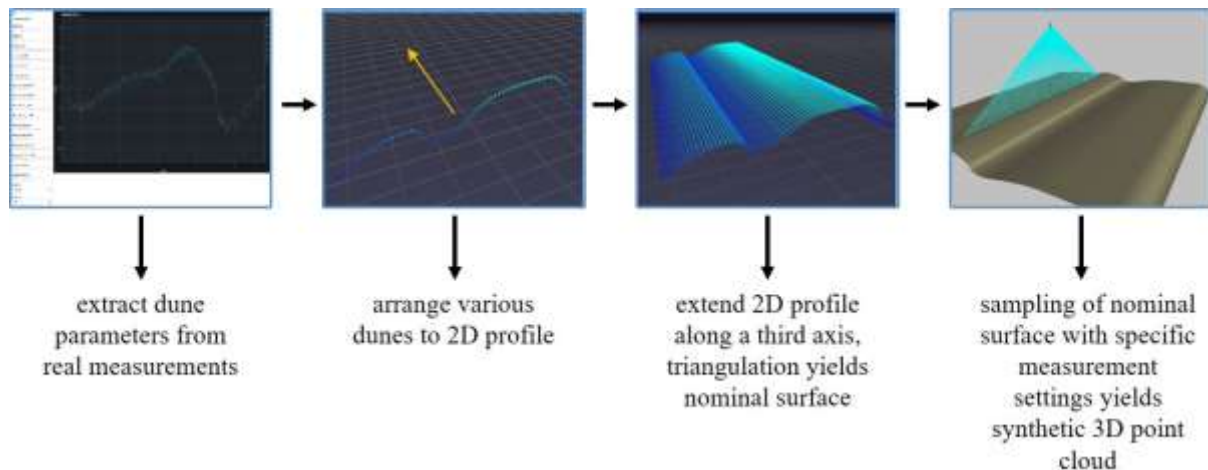 extract dune
parameters from
real measurements
arrange various
dunes to 2D profile
extend 2D profile
along a third axis,
triangulation yields
nominal surface
sampling of nominal
surface with specific
measurement
settings yields
synthetic 3D point
cloud